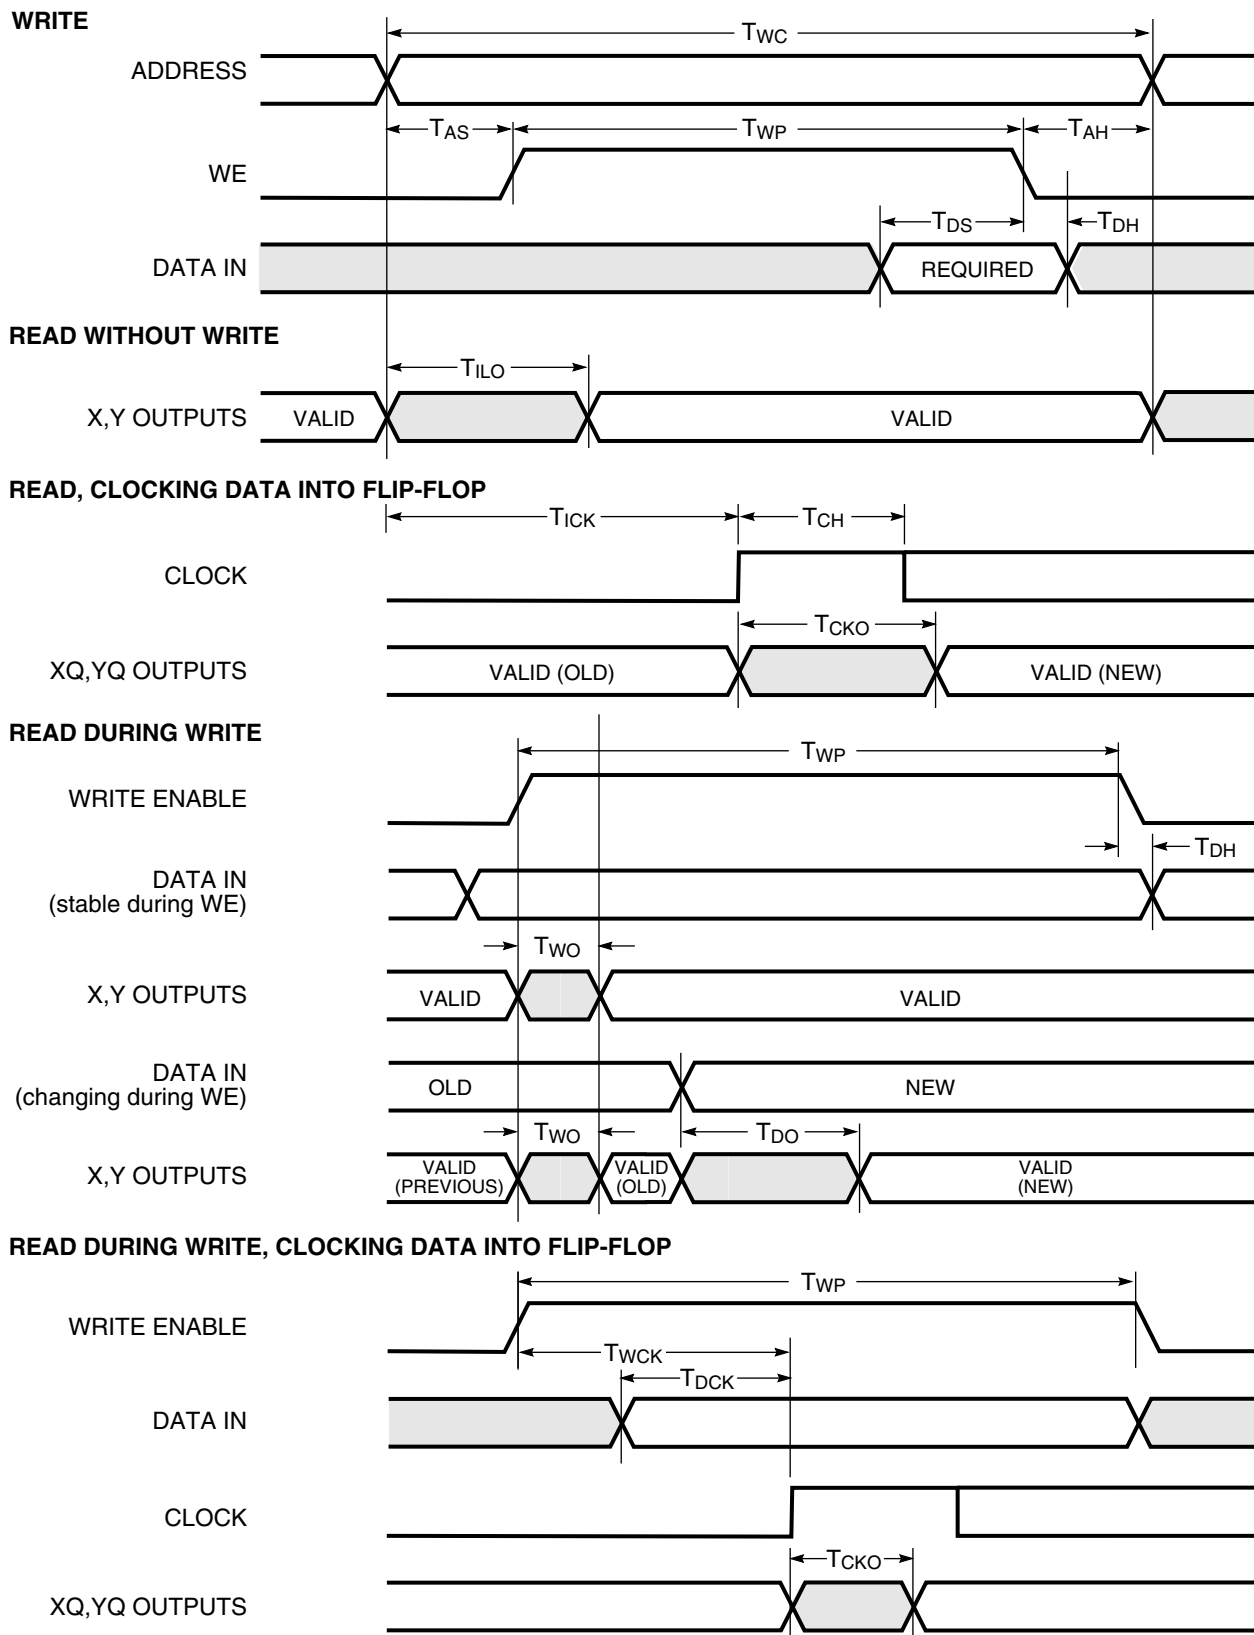 WRITE
TWC
ADDRESS
TAS TWP TAH
WE
TDS TDH
DATA IN REQUIRED
READ WITHOUT WRITE
TILO
X,Y OUTPUTS VALID VALID
READ, CLOCKING DATA INTO FLIP-FLOP
TICK TCH
CLOCK
TCKO
XQ,YQ OUTPUTS VALID (OLD) VALID (NEW)
READ DURING WRITE
TWP
WRITE ENABLE
TDH
DATA IN
(stable during WE)
TWO
X,Y OUTPUTS VALID VALID
DATA IN
(changing during WE) OLD NEW
TWO TDO
X,Y OUTPUTS VALID
(PREVIOUS) VALID
(OLD) VALID
(NEW)
READ DURING WRITE, CLOCKING DATA INTO FLIP-FLOP
TWP
WRITE ENABLE
TWCK
TDCK
DATA IN
CLOCK
TCKO
XQ,YQ OUTPUTS